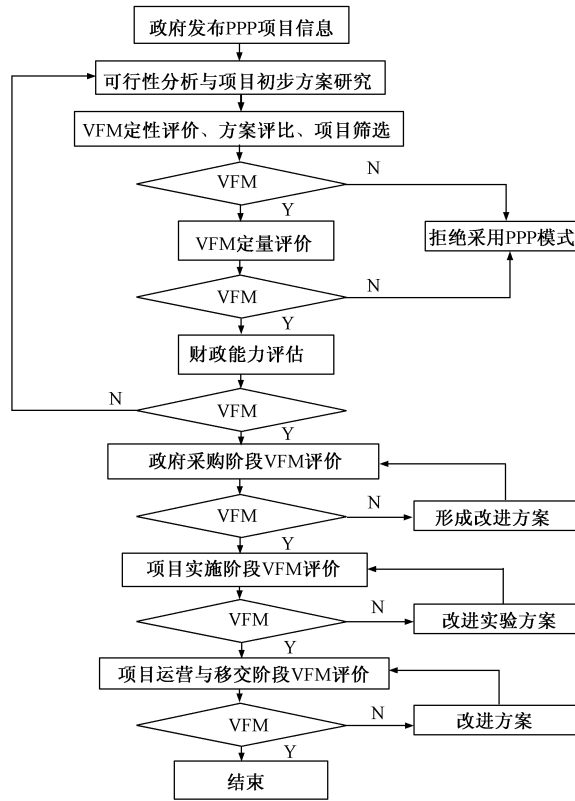 政府发布PPP项目信息
可行性分析与项目初步方案研究
VFM定性评价、方案评比、项目筛选
VFM
N
Y
VFM定量评价
拒绝采用PPP模式
VFM
N
Y
财政能力评估
N
VFM
Y
政府采购阶段VFM评价
VFM
N
形成改进方案
Y
项目实施阶段VFM评价
VFM
N
改进实验方案
Y
项目运营与移交阶段VFM评价
VFM
N
改进方案
Y
结束